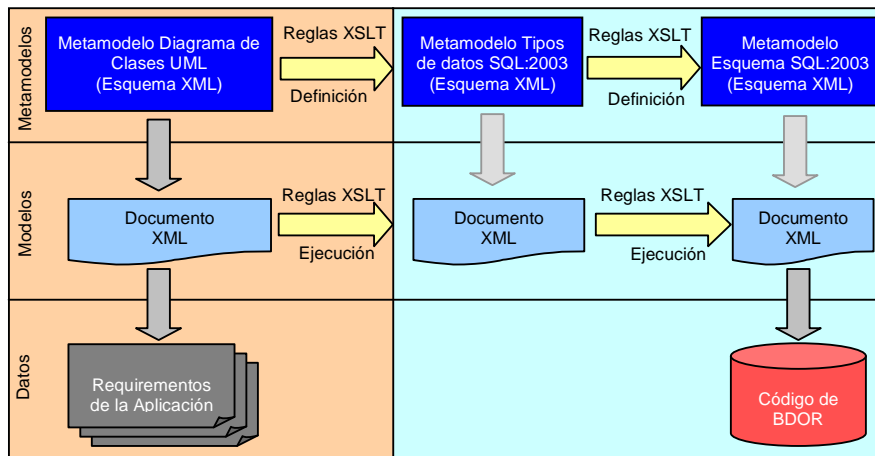 Metamodelos
Metamodelo Diagrama de
Clases UML
(Esquema XML)
Reglas XSLT
Definición
Metamodelo Tipos
de datos SQL:2003
(Esquema XML)
Reglas XSLT
Definición
Metamodelo
Esquema SQL:2003
(Esquema XML)
Modelos
Documento
XML
Reglas XSLT
Ejecución
Documento
XML
Reglas XSLT
Ejecución
Documento
XML
Datos
Requirementos
de la Aplicación
Código de
BDOR